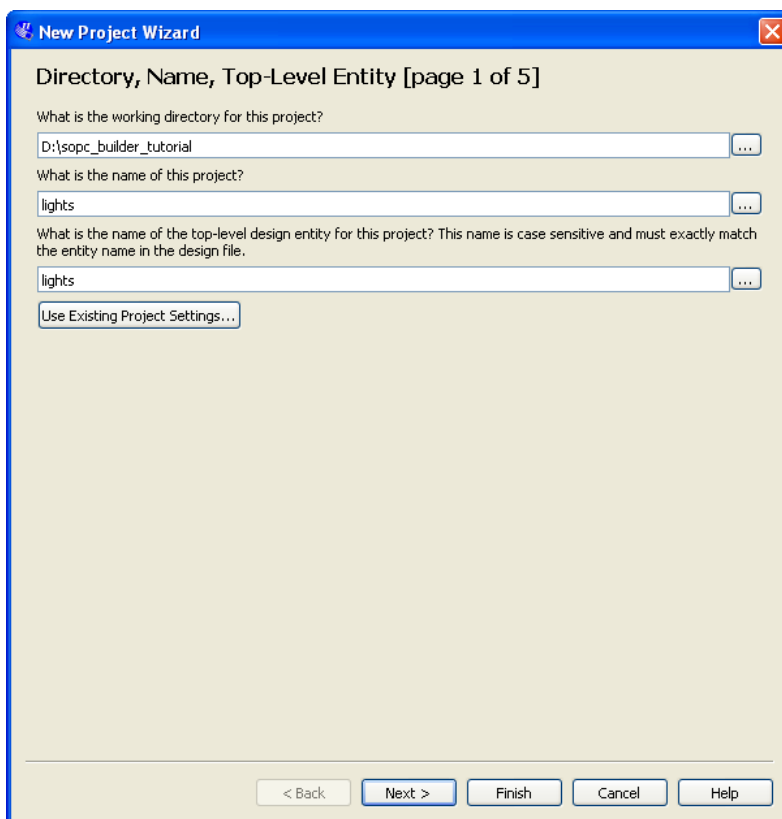 New Project Wizard
Directory, Name, Top-Level Entity [page 1 of 5]
What is the working directory for this project?
D:\sopc_builder_tutorial
...
What is the name of this project?
lights
...
What is the name of the top-level design entity for this project? This name is case sensitive and must exactly match
the entity name in the design file.
lights
...
Use Existing Project Settings...
< Back Next > Finish Cancel Help